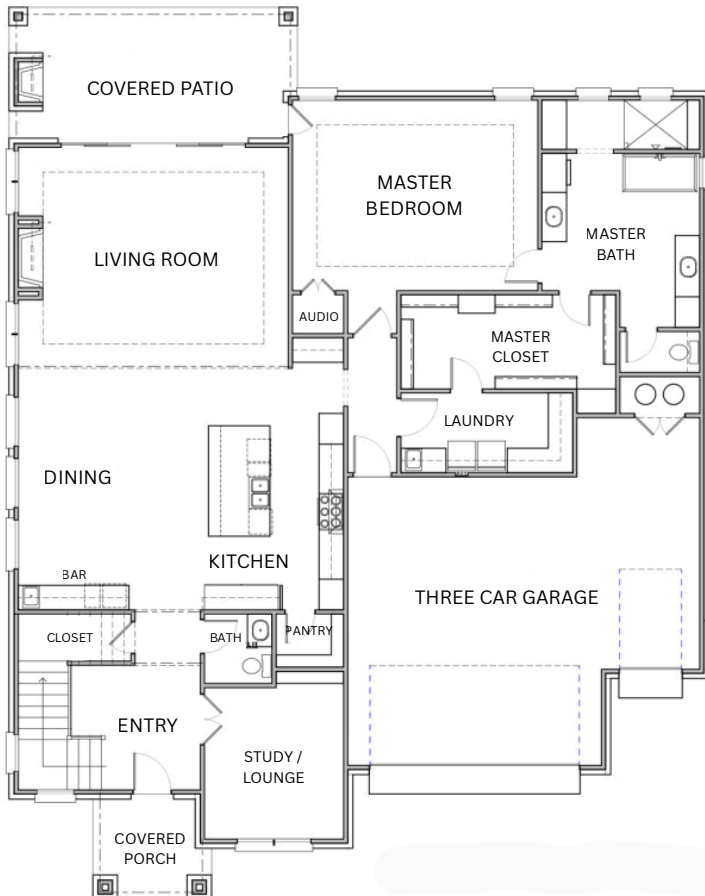 COVERED PATIO
MASTER
BEDROOM
MASTER
BATH
LIVING ROOM
AUDIO
MASTER
CLOSET
LAUNDRY
DINING
KITCHEN
BAR
THREE CAR GARAGE
CLOSET
BATH
PANTRY
ENTRY
STUDY /
LOUNGE
COVERED
PORCH